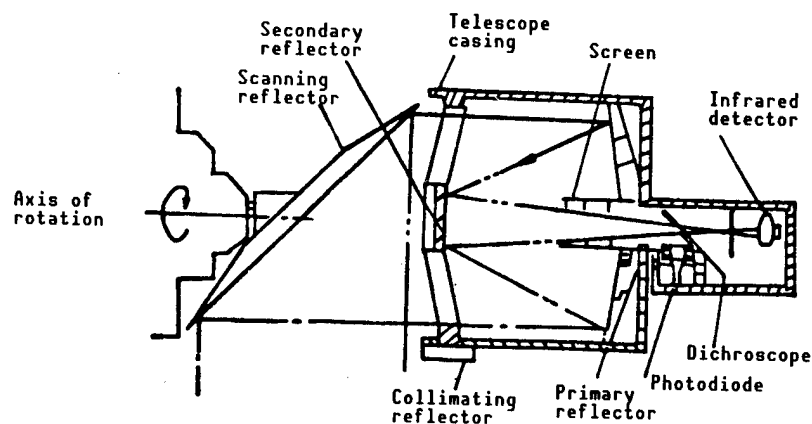 Secondary
reflector
Scanning
reflector
Telescope
casing
Screen
Infrared
detector
Axis of
rotation
Collimating
reflector
Primary
reflector
Photodiode
Dichroscope